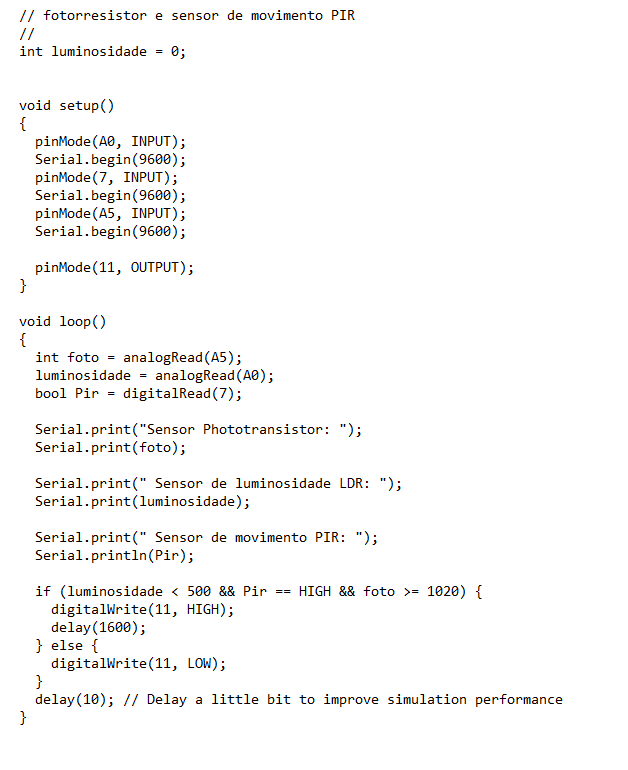 // fotorresistor e sensor de movimento PIR
//
int luminosidade = 0;
void setup()
{
  pinMode(A0, INPUT);
  Serial.begin(9600);
  pinMode(7, INPUT);
  Serial.begin(9600);
  pinMode(A5, INPUT);
  Serial.begin(9600);
  pinMode(11, OUTPUT);
}
void loop()
{
  int foto = analogRead(A5);
  luminosidade = analogRead(A0);
  bool Pir = digitalRead(7);
  Serial.print("Sensor Phototransistor: ");
  Serial.print(foto);
  Serial.print(" Sensor de luminosidade LDR: ");
  Serial.print(luminosidade);
  Serial.print(" Sensor de movimento PIR: ");
  Serial.println(Pir);
  if (luminosidade < 500 && Pir == HIGH && foto >= 1020) {
    digitalWrite(11, HIGH);
    delay(1600);
  } else {
    digitalWrite(11, LOW);
  }
  delay(10); // Delay a little bit to improve simulation performance
}